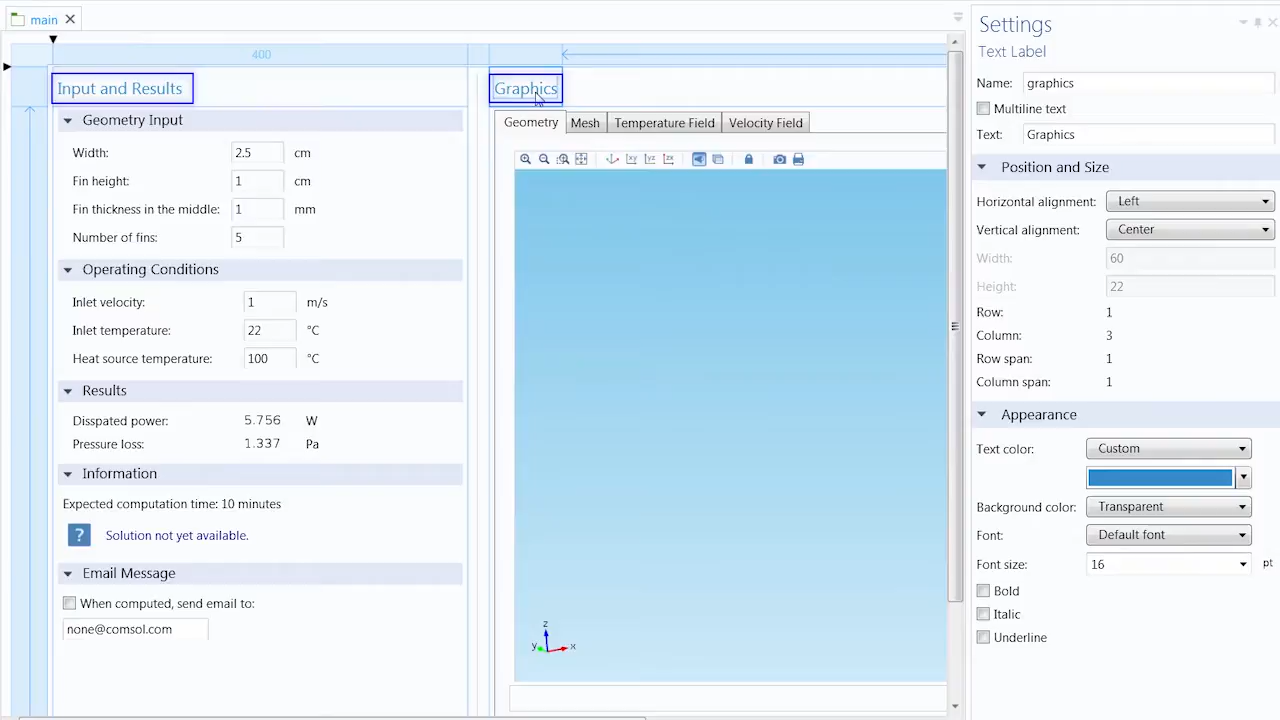 main
400
Input and Results
Geometry Input
Width: 2.5 cm
Fin height: 1 cm
Fin thickness in the middle: 1 mm
Number of fins: 5
Operating Conditions
Inlet velocity: 1 m/s
Inlet temperature: 22 °C
Heat source temperature: 100 °C
Results
Disspated power: 5.756 W
Pressure loss: 1.337 Pa
Information
Expected computation time: 10 minutes
? Solution not yet available.
Email Message
When computed, send email to:
none@comsol.com
Graphics
Geometry Mesh Temperature Field Velocity Field
xy yz zx
z
y x
Settings
Text Label
Name: graphics
Multiline text
Text: Graphics
Position and Size
Horizontal alignment: Left
Vertical alignment: Center
Width: 60
Height: 22
Row: 1
Column: 3
Row span: 1
Column span: 1
Appearance
Text color: Custom
Background color: Transparent
Font: Default font
Font size: 16 pt
Bold
Italic
Underline